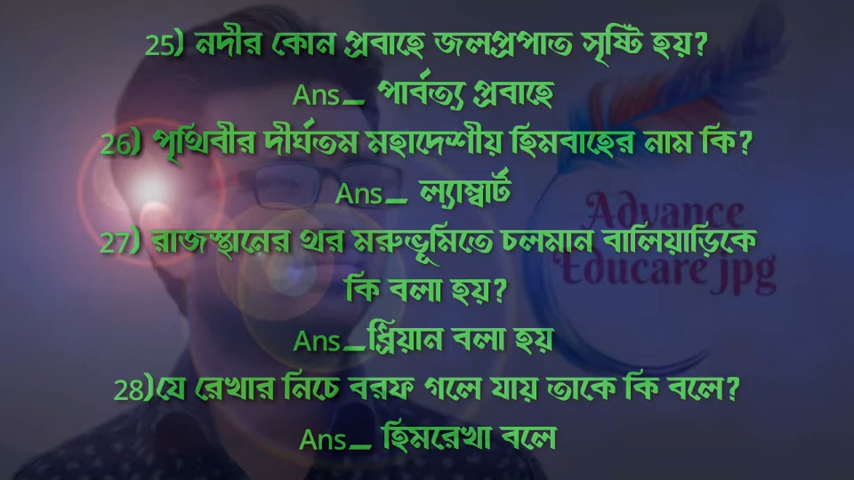 25) নদীর কোন প্রবাহে জলপ্রপাত সৃষ্টি হয়?
Ans_ পার্বত্য প্রবাহে
26) পৃথিবীর দীর্ঘতম মহাদেশীয় হিমবাহের নাম কি?
Ans_ ল্যাম্বার্ট
27) রাজস্থানের থর মরুভূমিতে চলমান বালিয়াড়িকে
কি বলা হয়?
Ans_ধ্রিয়ান বলা হয়
28)যে রেখার নিচে বরফ গলে যায় তাকে কি বলে?
Ans_ হিমরেখা বলে
Advance
Educare jpg